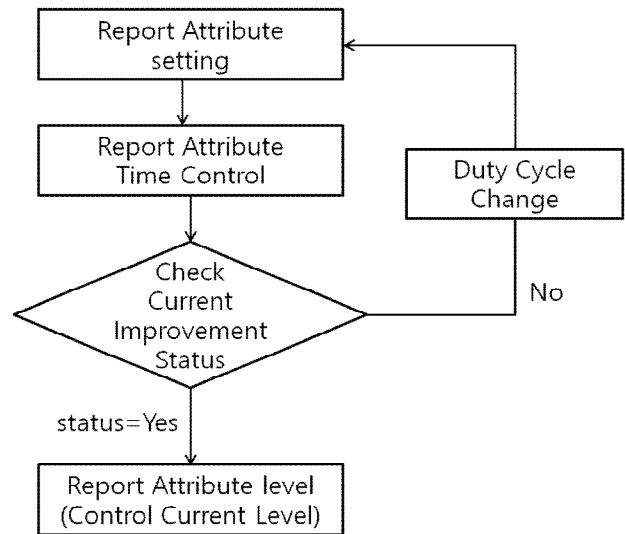 Report Attribute
setting
Report Attribute
Time Control
Duty Cycle
Change
Check
Current
Improvement
Status
No
status=Yes
Report Attribute level
(Control Current Level)